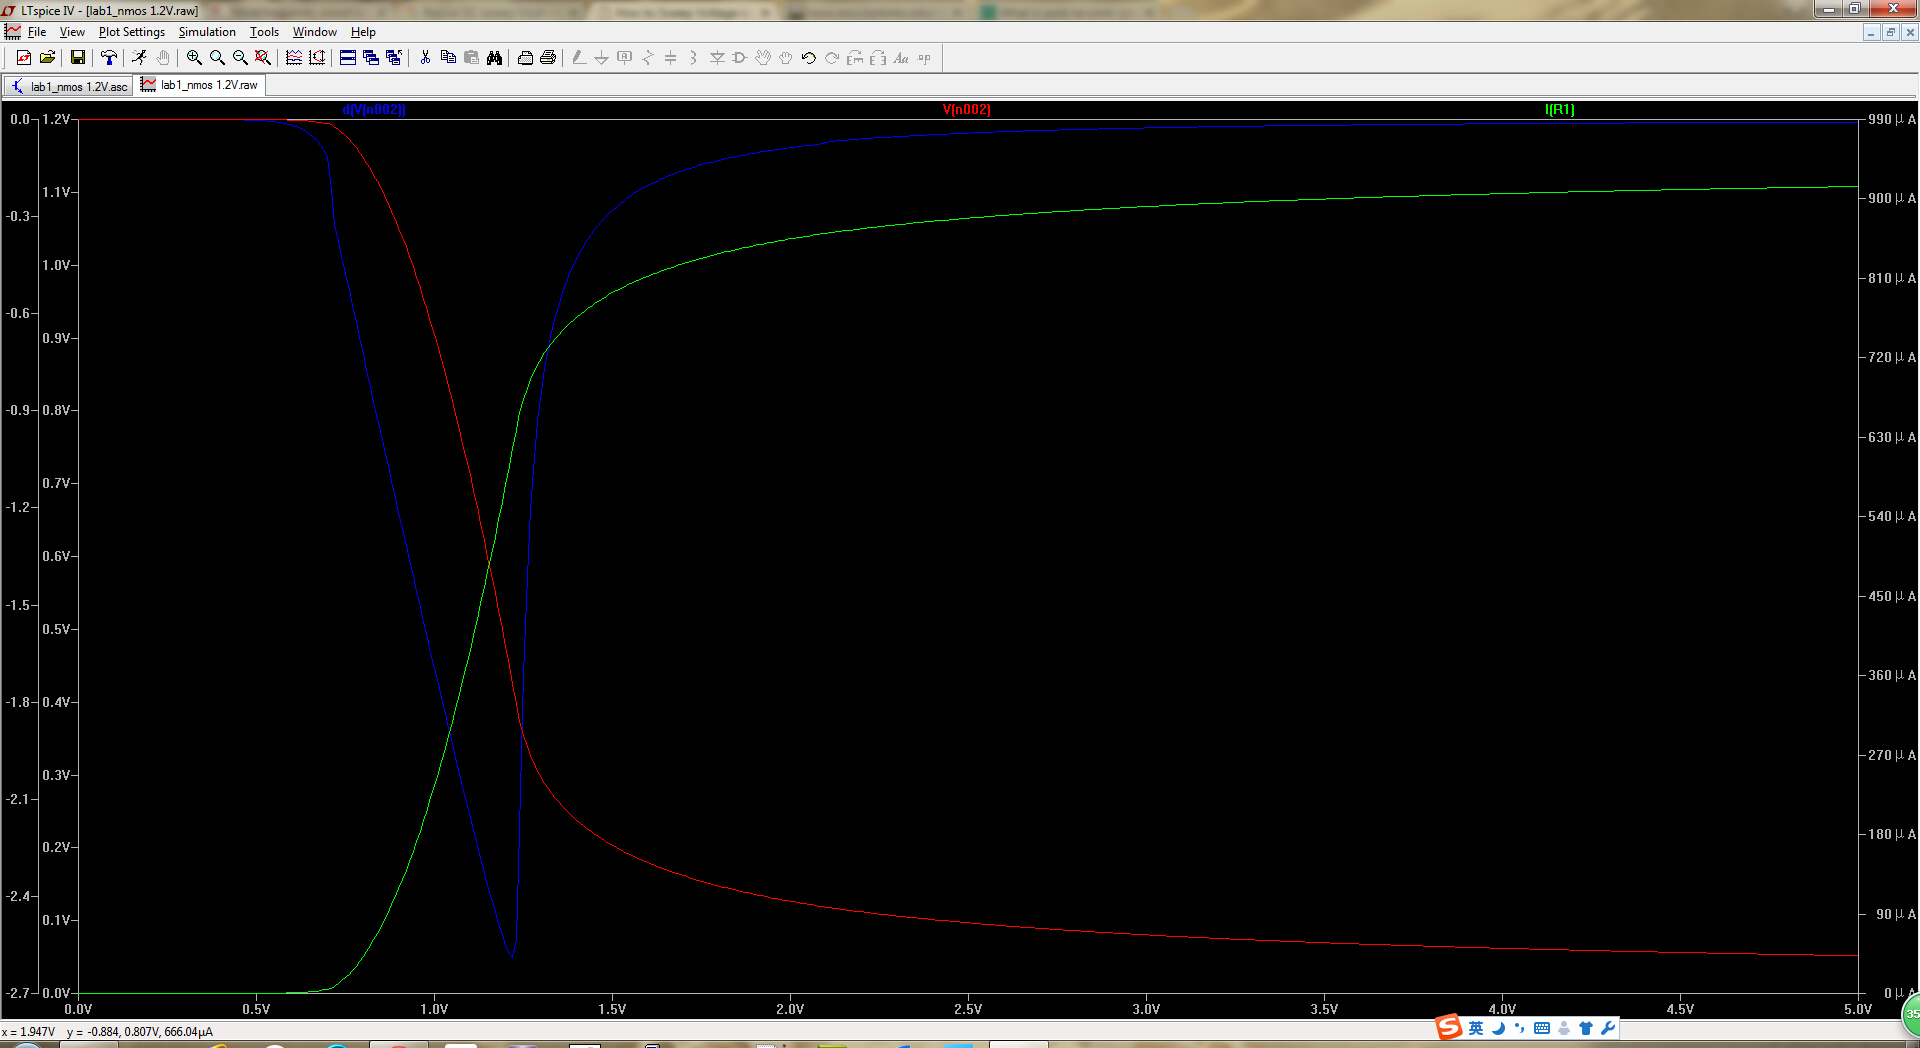 LTspice IV - [lab1_nmos 1.2V.raw]
File View Plot Settings Simulation Tools Window Help
lab1_nmos 1.2V.asc lab1_nmos 1.2V.raw
d(V(n002)) V(n002) I(R1)
0.0 1.2V 990µA
1.1V 900µA
-0.3
1.0V 810µA
-0.6
0.9V 720µA
-0.9 0.8V 630µA
0.7V
-1.2 540µA
0.6V
-1.5 450µA
0.5V
360µA
-1.8 0.4V
270µA
0.3V
-2.1
180µA
0.2V
-2.4
0.1V 90µA
-2.7 0.0V 0µA
0.0V 0.5V 1.0V 1.5V 2.0V 2.5V 3.0V 3.5V 4.0V 4.5V 5.0V
35
S 英
x = 1.947V y = -0.884, 0.807V, 666.04µA